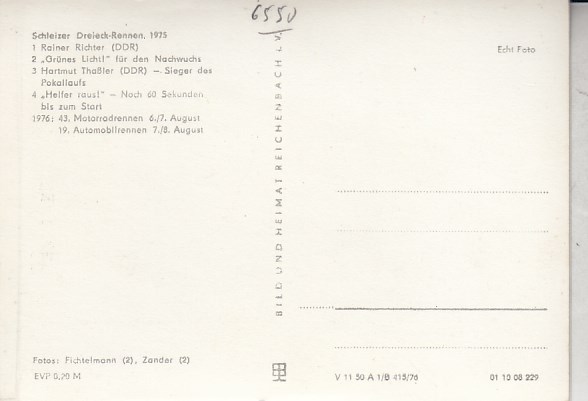 6550
Schleizer Dreieck-Rennen, 1975
1 Rainer Richter (DDR)
2 „Grünes Licht!" für den Nachwuchs
3 Hartmut Thaßler (DDR) – Sieger des
Pokallaufs
4 „Helfer raus!" – Noch 60 Sekunden
bis zum Start
1976: 43. Motorradrennen 6./7. August
19. Automobilrennen 7./8. August
Echt Foto
BILD UND HEIMAT REICHENBACH i. V.
Fotos: Fichtelmann (2), Zander (2)
EVP 0,20 M
V 11 50 A 1/B 415/76
01 10 08 229